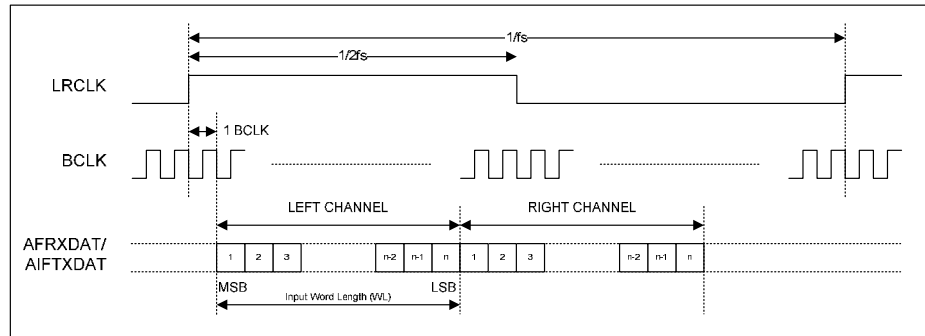 1/fs
1/2fs
LRCLK
1 BCLK
BCLK
LEFT CHANNEL
RIGHT CHANNEL
AFRXDAT/
AIFTXDAT
1 2 3 n-2 n-1 n 1 2 3 n-2 n-1 n
MSB LSB
Input Word Length (WL)